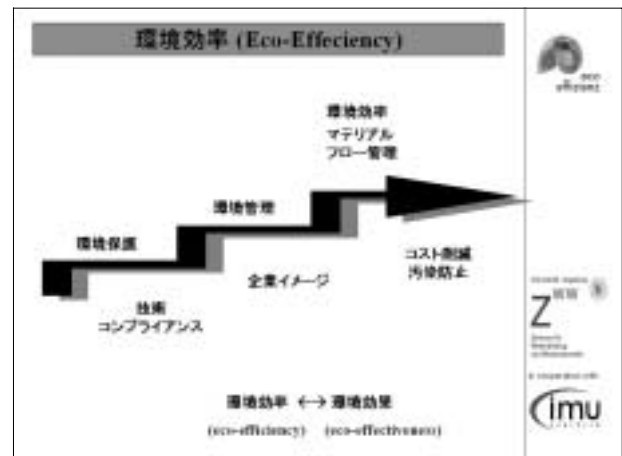 環境効率 (Eco-Effeciency)
eco
efficienz
環境効率
マテリアル
フロー管理
環境管理
環境保護
コスト削減
汚染防止
企業イメージ
技術
コンプライアンス
Z
imu
環境効率 ←→ 環境効果
(eco-efficiency) (eco-effectiveness)